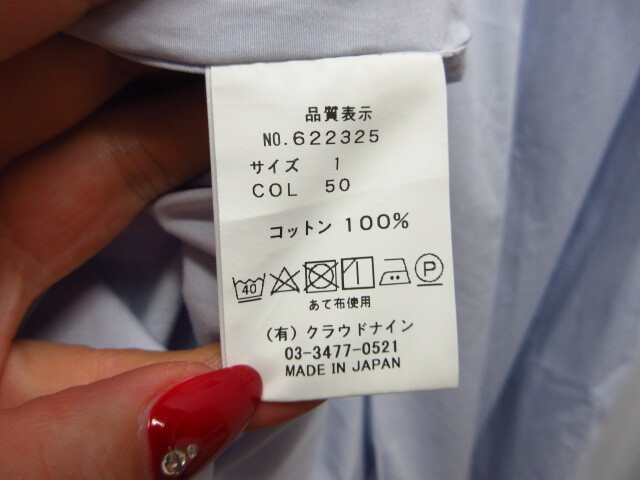 品質表示
NO.622325
サイズ 1
COL 50
コットン 100%
40 P
あて布使用
(有)クラウドナイン
03-3477-0521
MADE IN JAPAN